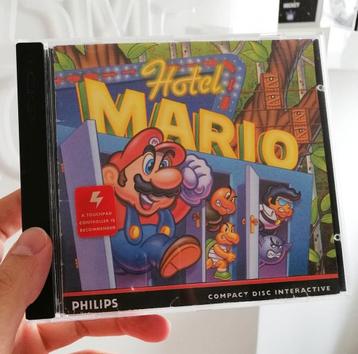 Hotel
MARIO
A TOUCHPAD
CONTROLLER IS
RECOMMENDED
PHILIPS
COMPACT DISC INTERACTIVE